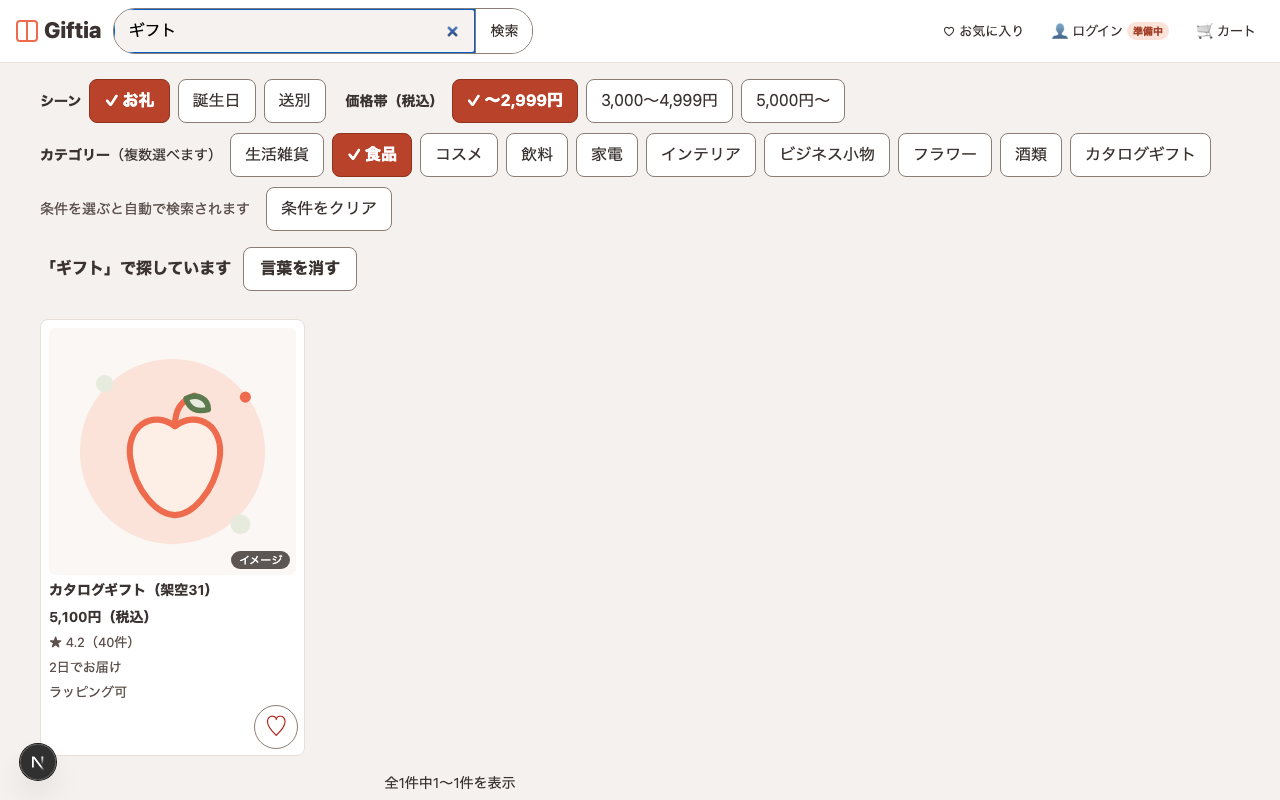 Giftia ギフト × 検索 ♡ お気に入り 👤 ログイン 準備中 🛒 カート
シーン ✓ お礼 誕生日 送別 価格帯（税込） ✓ 〜2,999円 3,000〜4,999円 5,000円〜
カテゴリー（複数選べます） 生活雑貨 ✓ 食品 コスメ 飲料 家電 インテリア ビジネス小物 フラワー 酒類 カタログギフト
条件を選ぶと自動で検索されます 条件をクリア
「ギフト」で探しています 言葉を消す
イメージ
カタログギフト（架空31）
5,100円（税込）
★ 4.2（40件）
2日でお届け
ラッピング可
N
全1件中1〜1件を表示